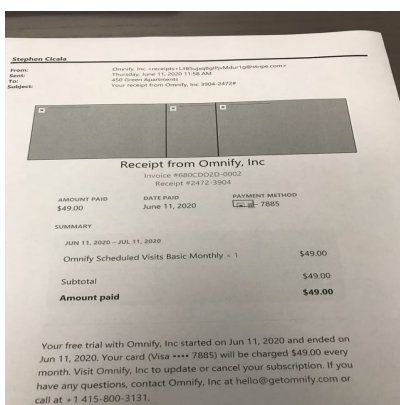 Stephen Cicala
From: Omnify, Inc <receipts+L3BSujxqBglPJvMdur1g@stripe.com>
Sent: Thursday, June 11, 2020 11:58 AM
To: 450 Green Apartments
Subject: Your receipt from Omnify, Inc 3904-2472#
Receipt from Omnify, Inc
Invoice #680CDD2D-0002
Receipt #2472-3904
AMOUNT PAID DATE PAID PAYMENT METHOD
$49.00 June 11, 2020 - 7885
SUMMARY
JUN 11, 2020 – JUL 11, 2020
Omnify Scheduled Visits Basic Monthly × 1 $49.00
Subtotal $49.00
Amount paid $49.00
Your free trial with Omnify, Inc started on Jun 11, 2020 and ended on
Jun 11, 2020. Your card (Visa •••• 7885) will be charged $49.00 every
month. Visit Omnify, Inc to update or cancel your subscription. If you
have any questions, contact Omnify, Inc at hello@getomnify.com or
call at +1 415-800-3131.